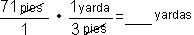 71 pies/1 • 1 yarda/3 pies = ___ yardas